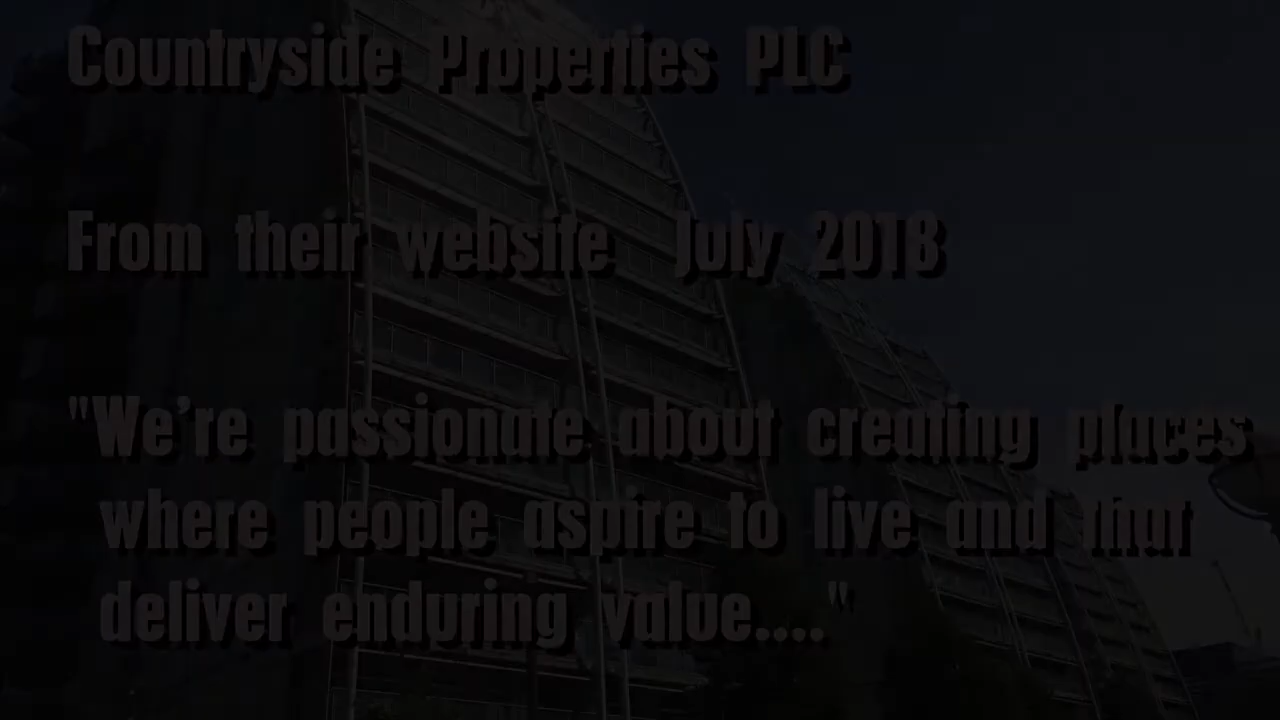 Countryside Properties PLC
From their website July 2018
"We're passionate about creating places
where people aspire to live and that
deliver enduring value...."